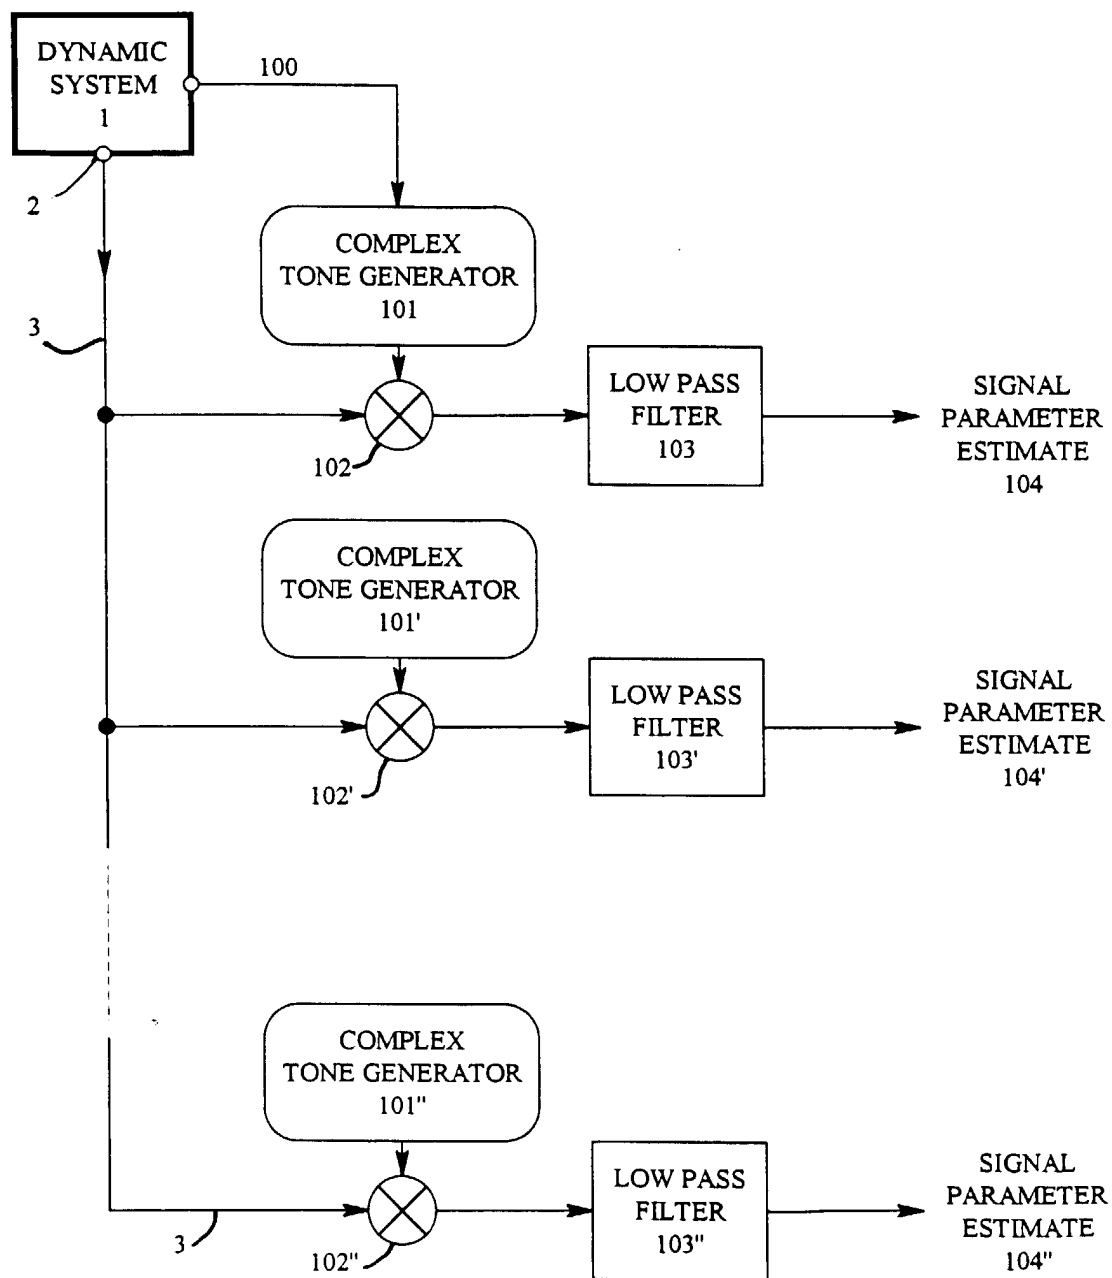 DYNAMIC
SYSTEM
1
100
2
COMPLEX
TONE GENERATOR
101
3
LOW PASS
FILTER
103
SIGNAL
PARAMETER
ESTIMATE
104
102
COMPLEX
TONE GENERATOR
101'
LOW PASS
FILTER
103'
SIGNAL
PARAMETER
ESTIMATE
104'
102'
COMPLEX
TONE GENERATOR
101"
LOW PASS
FILTER
103"
SIGNAL
PARAMETER
ESTIMATE
104"
3
102"